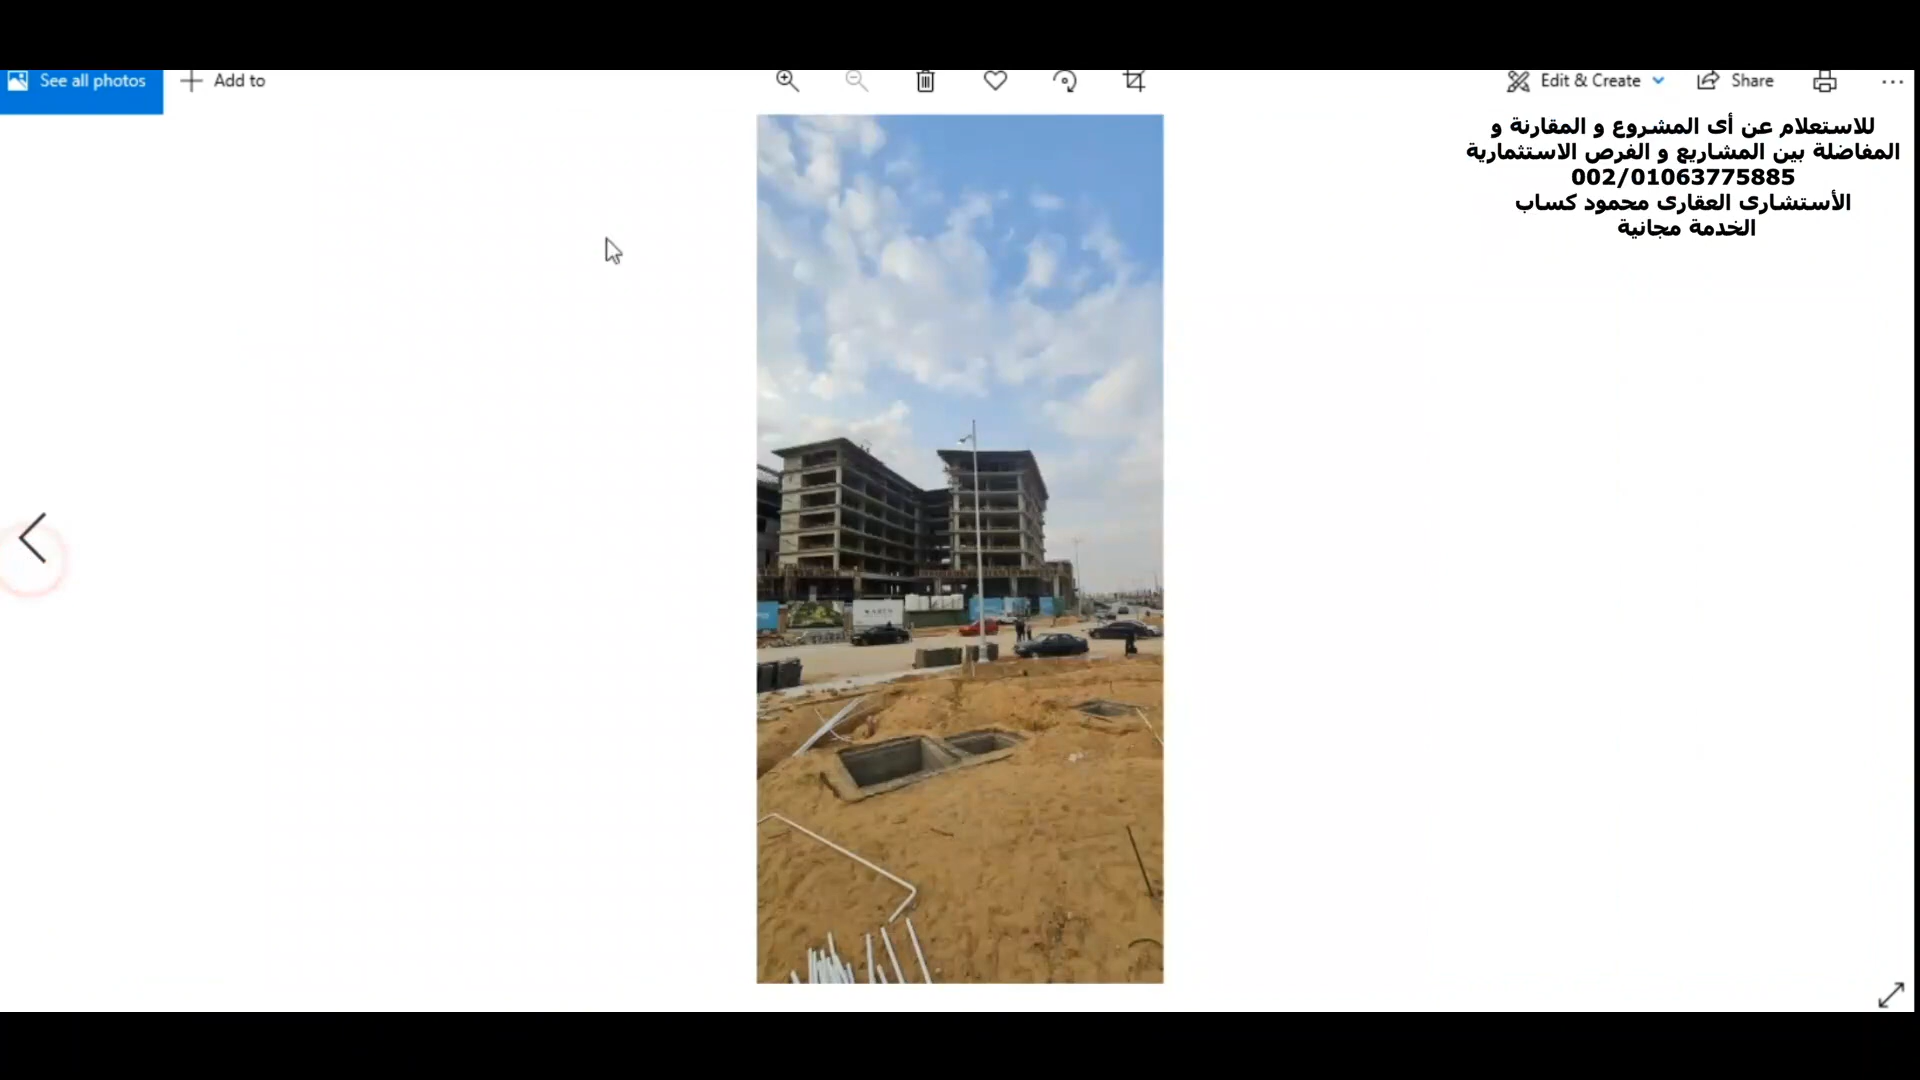 See all photos
Add to
Edit & Create
Share
للاستعلام عن أى المشروع و المقارنة و
المفاضلة بين المشاريع و الفرص الاستثمارية
002/01063775885
الأستشارى العقارى محمود كساب
الخدمة مجانية